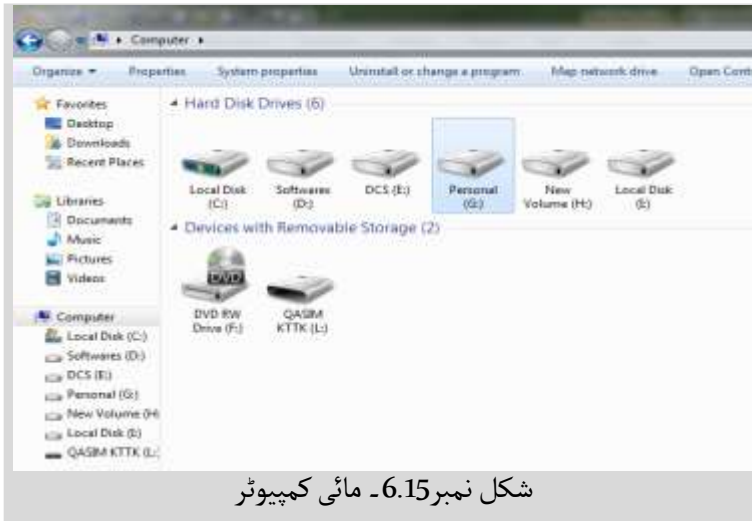 Computer
Organize Properties System properties Uninstall or change a program Map network drive Open Cont
Favorites
Desktop
Downloads
Recent Places
Libraries
Documents
Music
Pictures
Videos
Computer
Local Disk (C:)
Softwares (D:)
DCS (E:)
Personal (G:)
New Volume (H
Local Disk (I:)
QASIM KTTK (L:
Hard Disk Drives (6)
Local Disk
(C:)
Softwares
(D:)
DCS (E:)
Personal
(G:)
New
Volume (H:)
Local Disk
(I:)
Devices with Removable Storage (2)
DVD
DVD RW
Drive (F:)
QASIM
KTTK (L:)
شکل نمبر6.15۔ مائی کمپیوٹر